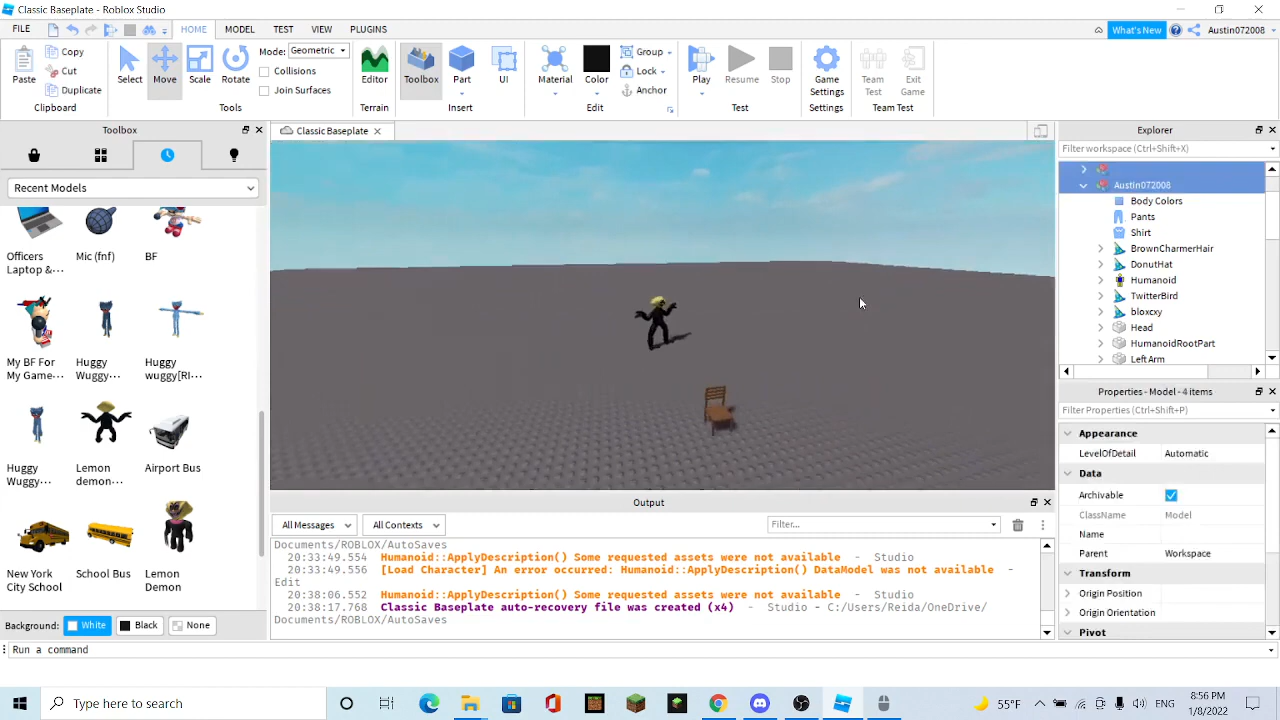 Classic Baseplate - Roblox Studio
FILE HOME MODEL TEST VIEW PLUGINS What's New Austin072008
Paste Copy Cut Duplicate Select Move Scale Rotate Mode: Geometric Collisions Join Surfaces Editor Toolbox Part UI Material Color Group Lock Anchor Play Resume Stop Game Settings Team Test Exit Game
Clipboard Tools Terrain Insert Edit Test Settings Team Test
Toolbox
Recent Models
Officers Laptop &...
Mic (fnf)
BF
My BF For My Game...
Huggy Wuggy...
Huggy wuggy[RI...
Huggy Wuggy...
Lemon demon...
Airport Bus
New York City School
School Bus
Lemon Demon
Background: White Black None
Classic Baseplate
Output
All Messages All Contexts Filter...
Documents/ROBLOX/AutoSaves
20:33:49.554 Humanoid::ApplyDescription() Some requested assets were not available - Studio
20:33:49.556 [Load Character] An error occurred: Humanoid::ApplyDescription() DataModel was not available -
Edit
20:38:06.552 Humanoid::ApplyDescription() Some requested assets were not available - Studio
20:38:17.768 Classic Baseplate auto-recovery file was created (x4) - Studio - C:/Users/Reida/OneDrive/
Documents/ROBLOX/AutoSaves
Explorer
Filter workspace (Ctrl+Shift+X)
Austin072008
Body Colors
Pants
Shirt
BrownCharmerHair
DonutHat
Humanoid
TwitterBird
bloxcxy
Head
HumanoidRootPart
Left Arm
Properties - Model - 4 items
Filter Properties (Ctrl+Shift+P)
Appearance
LevelOfDetail Automatic
Data
Archivable
ClassName Model
Name
Parent Workspace
Transform
Origin Position
Origin Orientation
Pivot
Run a command
Type here to search
55°F
8:56 PM
1/8/2022